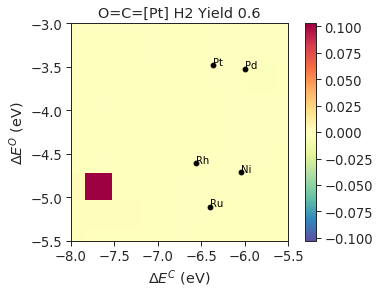 O=C=[Pt] H2 Yield 0.6
−3.0
−3.5
−4.0
−4.5
−5.0
−5.5
ΔE^O (eV)
Pt
Pd
Rh
Ni
Ru
−8.0 −7.5 −7.0 −6.5 −6.0 −5.5
ΔE^C (eV)
0.100
0.075
0.050
0.025
0.000
−0.025
−0.050
−0.075
−0.100